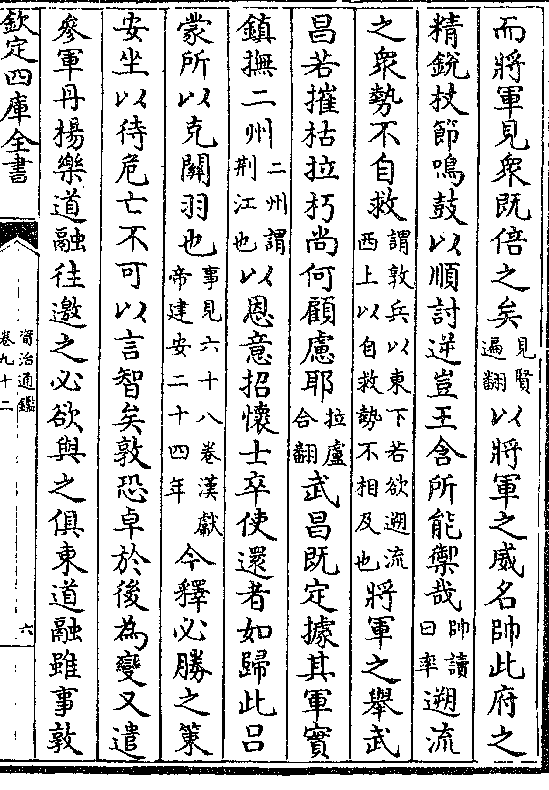 而將軍見衆既倍之矣見賢遍翻以將軍之威名帥此府之
精銳杖節鳴鼓以順討逆豈王含所能禦哉帥讀曰率遡流
之衆勢不自救謂敦兵以東下若欲遡流西上以自救勢不相及也將軍之舉武
昌若摧枯拉朽尚何顧慮耶拉盧合翻武昌既定據其軍實
鎮撫二州二州謂荆江也以恩意招懷士卒使還者如歸此吕
蒙所以克關羽也事見六十八卷漢獻帝建安二十四年今釋必勝之策
安坐以待危亡不可以言智矣敦恐卓於後為變又遣
參軍丹楊樂道融往邀之必欲與之俱東道融雖事敦
欽定四庫全書
資治通鑑
卷九十二
六